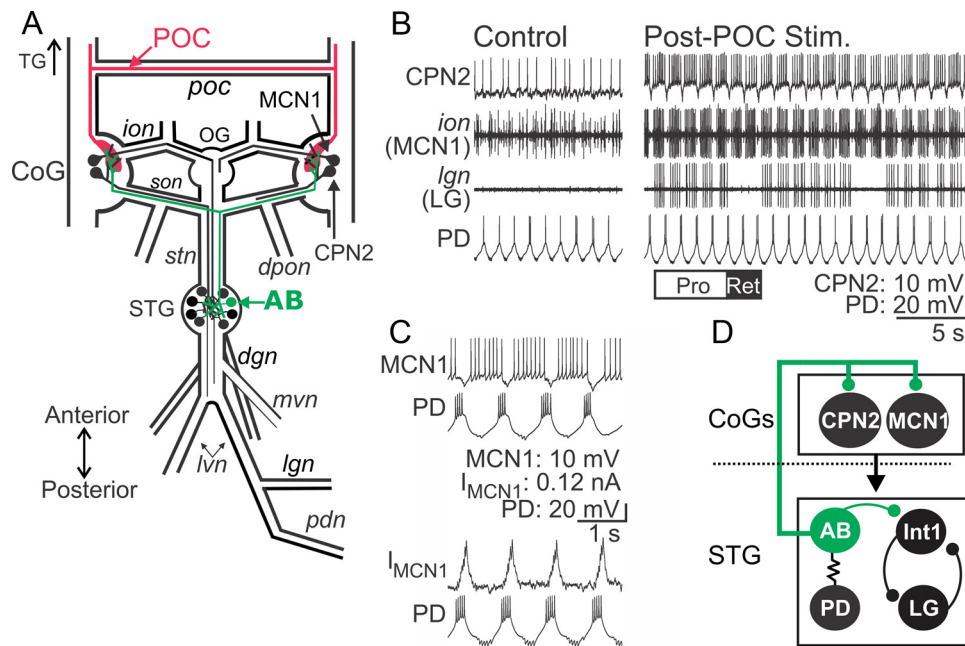 A
TG
POC
poc
MCN1
ion
OG
CoG
son
CPN2
stn
dpon
STG
AB
dgn
mvn
Anterior
Posterior
lvn
lgn
pdn
B
Control
Post-POC Stim.
CPN2
ion
(MCN1)
lgn
(LG)
PD
Pro
Ret
CPN2: 10 mV
PD: 20 mV
5 s
C
MCN1
PD
MCN1: 10 mV
IMCN1: 0.12 nA
PD: 20 mV
1 s
IMCN1
PD
D
CoGs
CPN2
MCN1
STG
AB
Int1
PD
LG